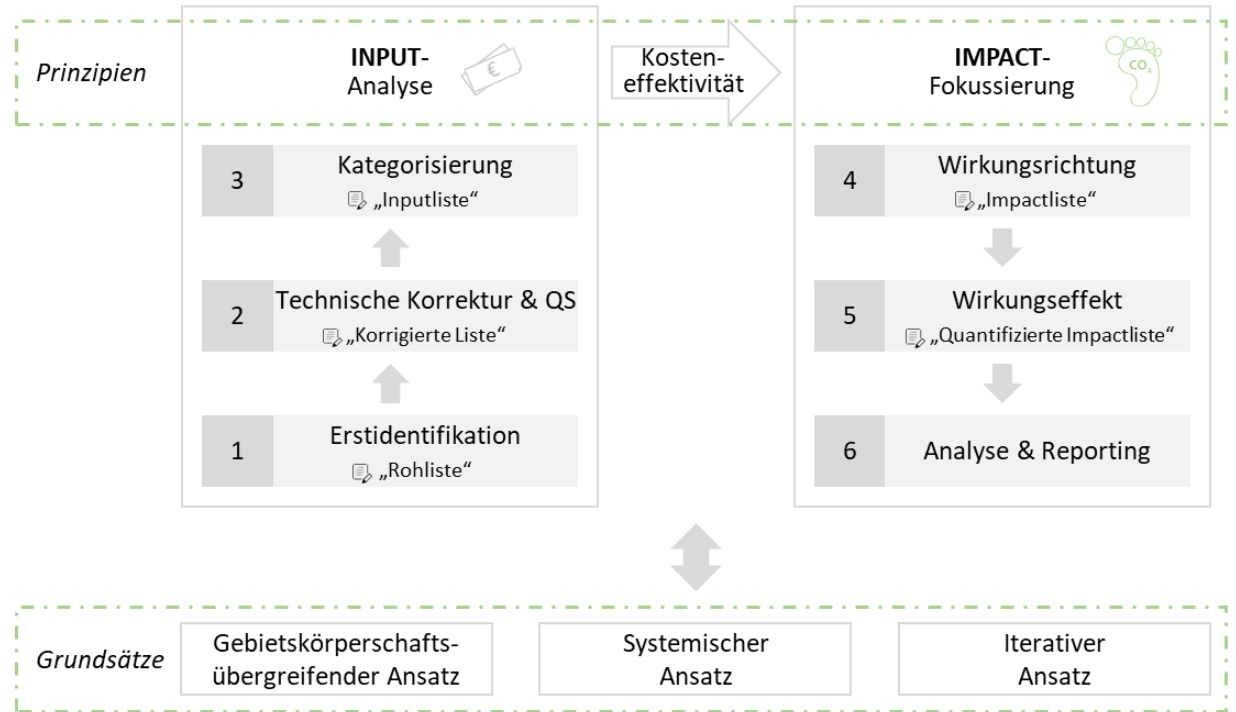 Prinzipien
INPUT-
Analyse
€
Kosten-
effektivität
IMPACT-
Fokussierung
CO₂
3
Kategorisierung
„Inputliste“
2
Technische Korrektur & QS
„Korrigierte Liste“
1
Erstidentifikation
„Rohliste“
4
Wirkungsrichtung
„Impactliste“
5
Wirkungseffekt
„Quantifizierte Impactliste“
6
Analyse & Reporting
Grundsätze
Gebietskörperschafts-
übergreifender Ansatz
Systemischer
Ansatz
Iterativer
Ansatz